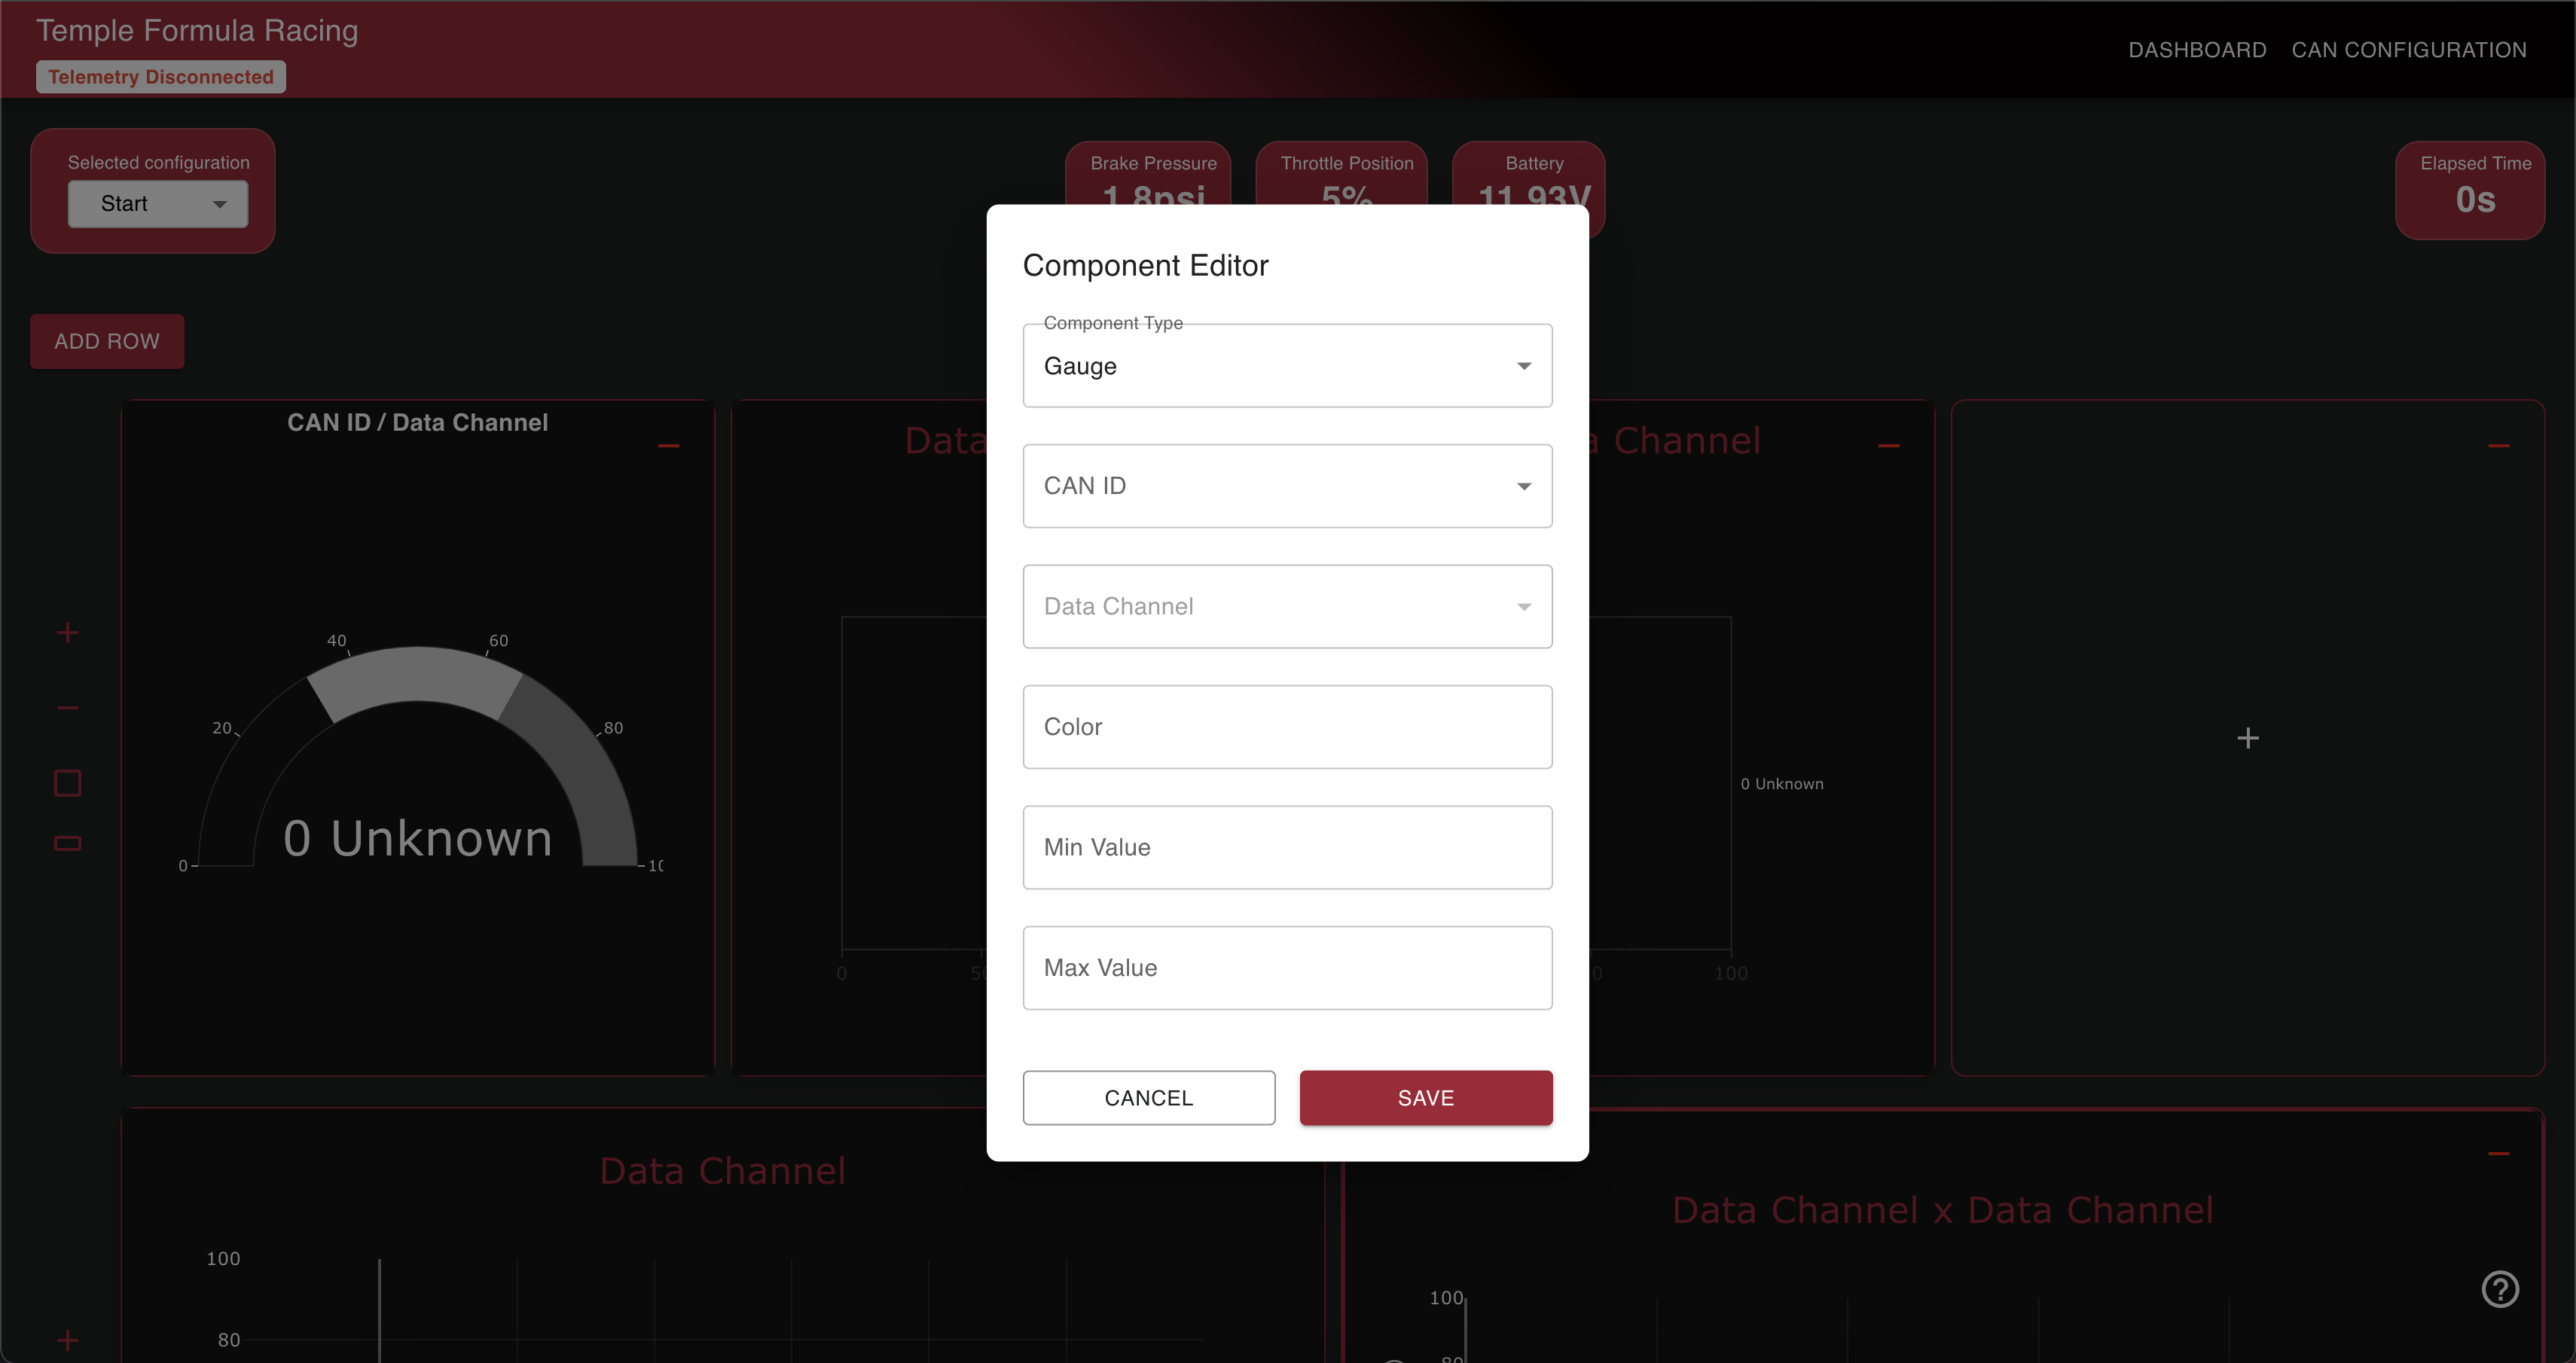 Temple Formula Racing
Telemetry Disconnected
DASHBOARD CAN CONFIGURATION
Selected configuration
Start
Brake Pressure
1.8psi
Throttle Position
5%
Battery
11.93V
Elapsed Time
0s
ADD ROW
Component Editor
Component Type
Gauge
CAN ID
Data Channel
Color
Min Value
Max Value
CANCEL
SAVE
CAN ID / Data Channel
0
20
40
60
80
10
0 Unknown
Data
0
Channel
0
100
0 Unknown
Data Channel
100
80
Data Channel x Data Channel
100
80
?